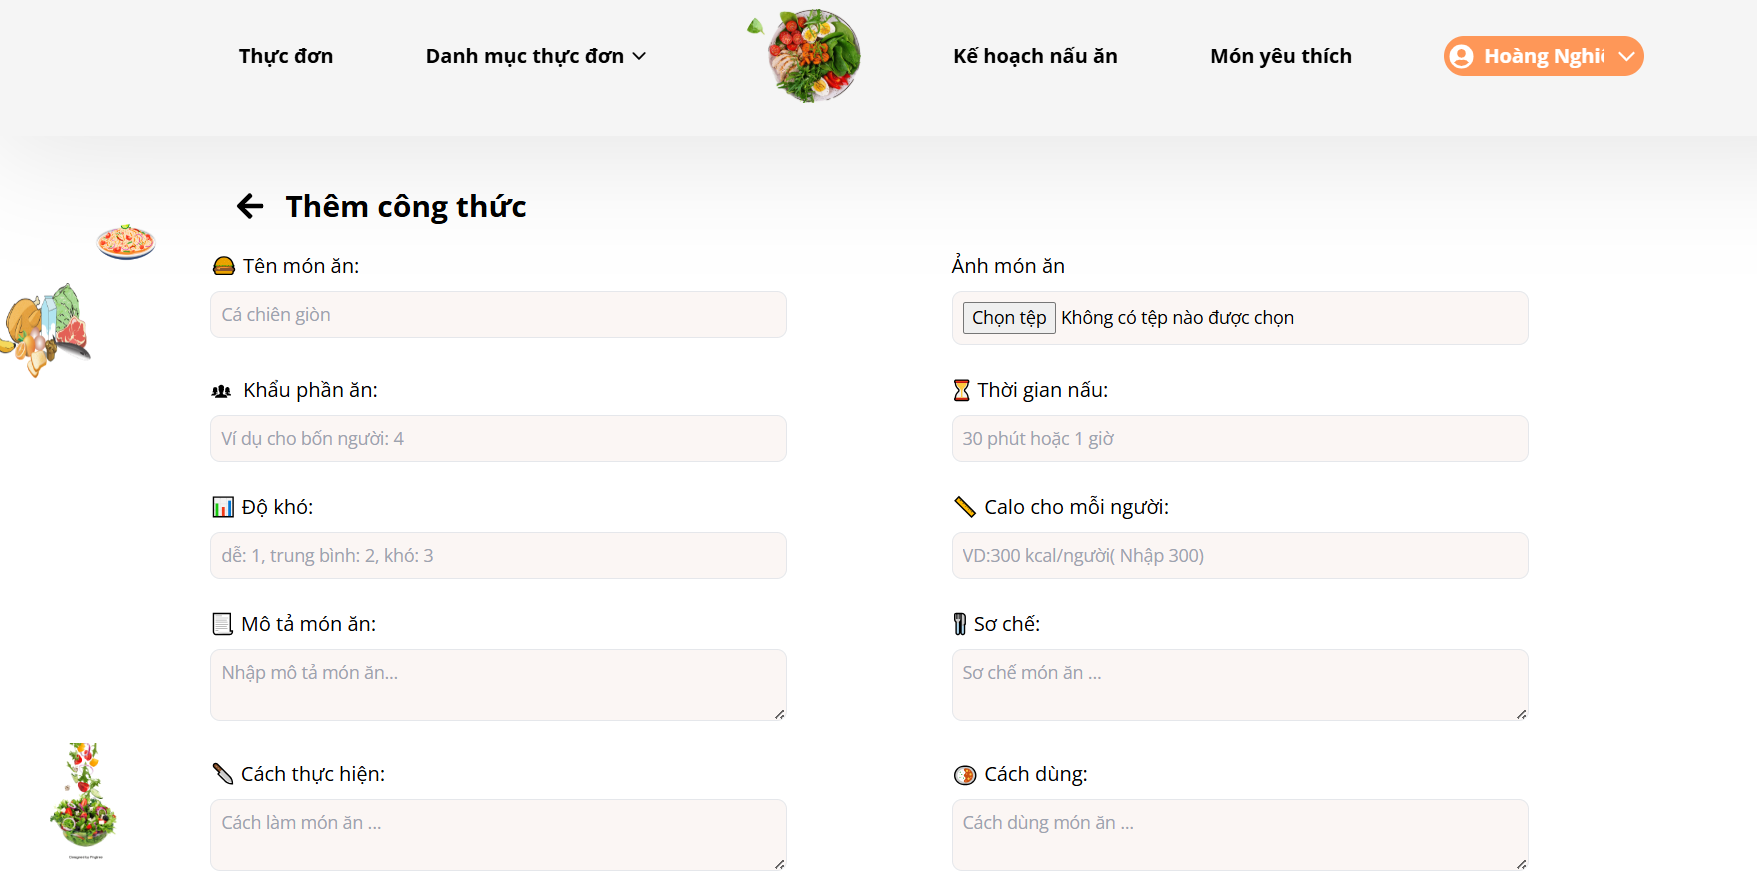 Thực đơn
Danh mục thực đơn
Kế hoạch nấu ăn
Món yêu thích
Hoàng
Thêm công thức
Tên món ăn:
Cá chiên giòn
Ảnh món ăn
Chọn tệp Không có tệp nào được chọn
Khẩu phần ăn:
Ví dụ cho bốn người: 4
Thời gian nấu:
30 phút hoặc 1 giờ
Độ khó:
dễ: 1, trung bình: 2, khó: 3
Calo cho mỗi người:
VD:300 kcal/người( Nhập 300)
Mô tả món ăn:
Nhập mô tả món ăn...
Sơ chế:
Sơ chế món ăn ...
Cách thực hiện:
Cách làm món ăn ...
Cách dùng:
Cách dùng món ăn ...